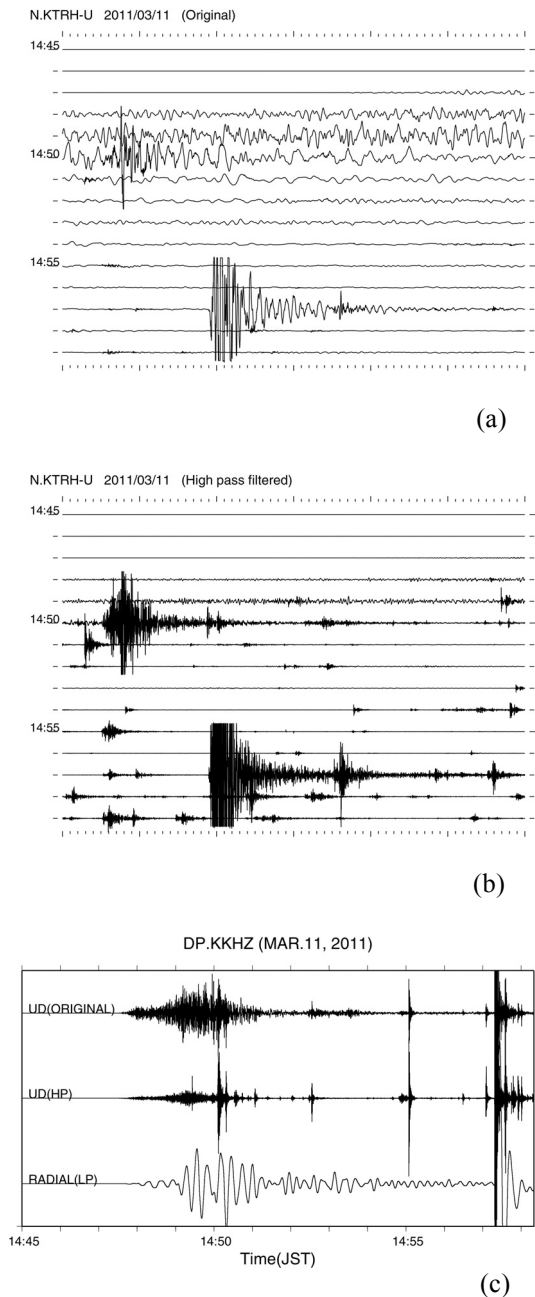 N.KTRH-U 2011/03/11 (Original)
14:45
14:50
14:55
(a)
N.KTRH-U 2011/03/11 (High pass filtered)
14:45
14:50
14:55
(b)
DP.KKHZ (MAR.11, 2011)
UD(ORIGINAL)
UD(HP)
RADIAL(LP)
14:45 14:50 14:55
Time(JST)
(c)